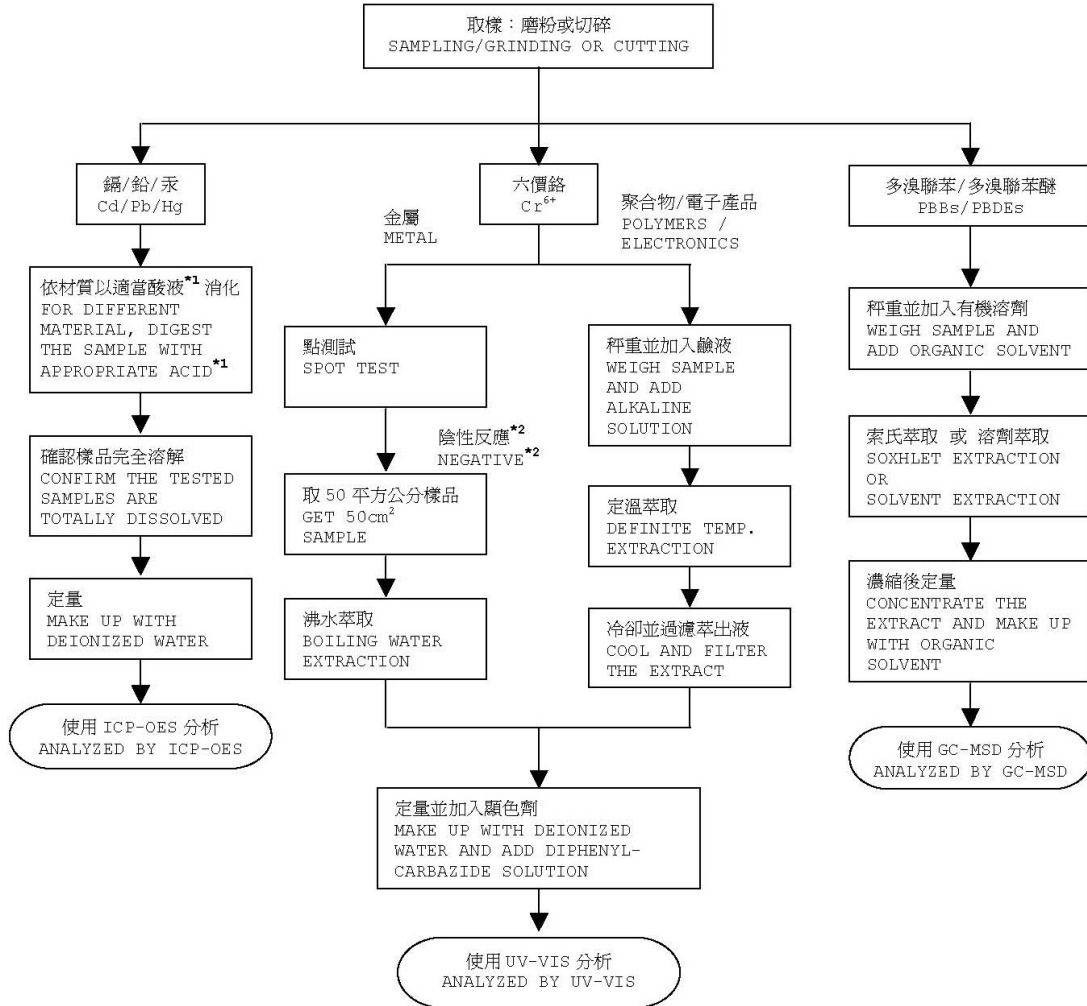 取樣：磨粉或切碎
SAMPLING/GRINDING OR CUTTING
鎘/鉛/汞
Cd/Pb/Hg
依材質以適當酸液*1 消化
FOR DIFFERENT
MATERIAL, DIGEST
THE SAMPLE WITH
APPROPRIATE ACID*1
確認樣品完全溶解
CONFIRM THE TESTED
SAMPLES ARE
TOTALLY DISSOLVED
定量
MAKE UP WITH
DEIONIZED WATER
使用 ICP-OES 分析
ANALYZED BY ICP-OES
六價鉻
Cr6+
金屬
METAL
點測試
SPOT TEST
陰性反應*2
NEGATIVE*2
取 50 平方公分樣品
GET 50cm2
SAMPLE
沸水萃取
BOILING WATER
EXTRACTION
聚合物/電子產品
POLYMERS /
ELECTRONICS
秤重並加入鹼液
WEIGH SAMPLE
AND ADD
ALKALINE
SOLUTION
定溫萃取
DEFINITE TEMP.
EXTRACTION
冷卻並過濾萃出液
COOL AND FILTER
THE EXTRACT
定量並加入顯色劑
MAKE UP WITH DEIONIZED
WATER AND ADD DIPHENYL-
CARBAZIDE SOLUTION
使用 UV-VIS 分析
ANALYZED BY UV-VIS
多溴聯苯/多溴聯苯醚
PBBs/PBDEs
秤重並加入有機溶劑
WEIGH SAMPLE AND
ADD ORGANIC SOLVENT
索氏萃取 或 溶劑萃取
SOXHLET EXTRACTION
OR
SOLVENT EXTRACTION
濃縮後定量
CONCENTRATE THE
EXTRACT AND MAKE UP
WITH ORGANIC
SOLVENT
使用 GC-MSD 分析
ANALYZED BY GC-MSD